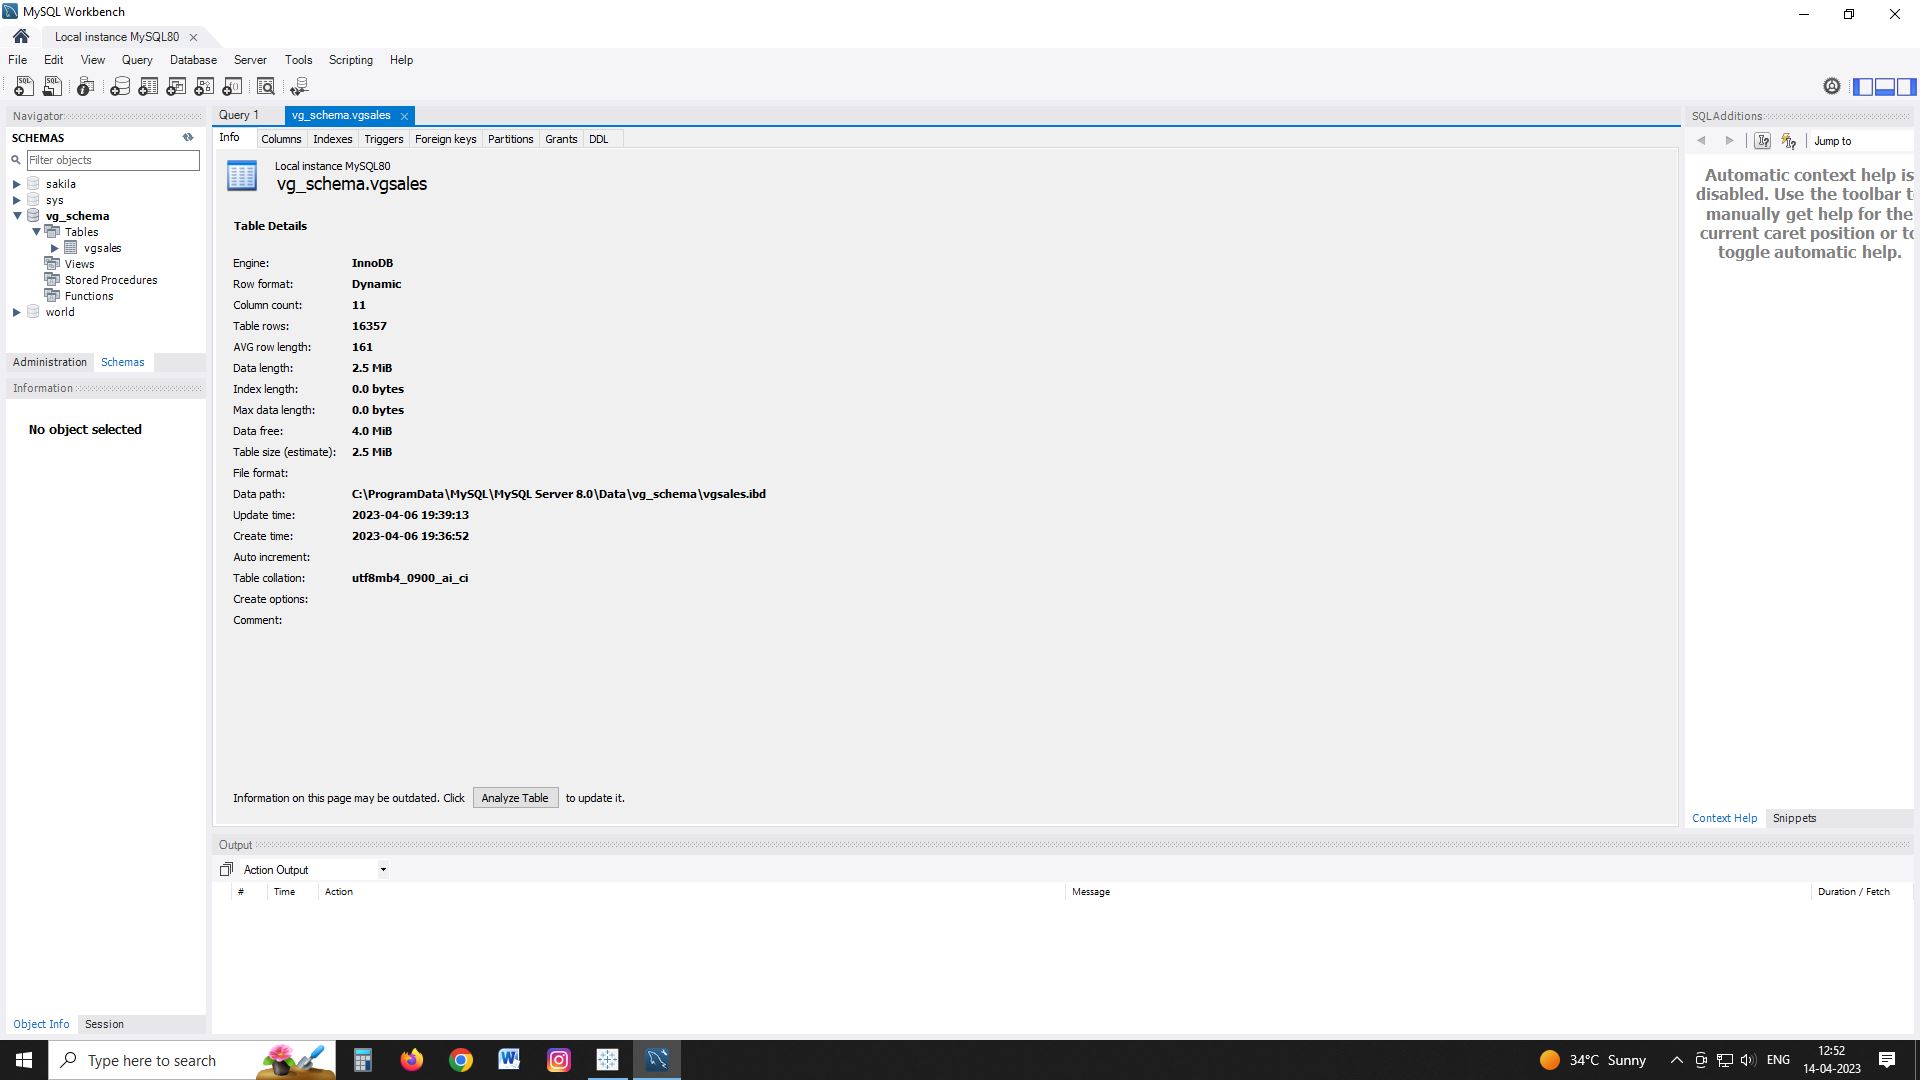 MySQL Workbench
Local instance MySQL80
File Edit View Query Database Server Tools Scripting Help
Navigator
SCHEMAS
Filter objects
sakila
sys
vg_schema
Tables
vgsales
Views
Stored Procedures
Functions
world
Administration Schemas
Information
No object selected
Object Info Session
Query 1 vg_schema.vgsales
Info Columns Indexes Triggers Foreign keys Partitions Grants DDL
Local instance MySQL80
vg_schema.vgsales
Table Details
Engine: InnoDB
Row format: Dynamic
Column count: 11
Table rows: 16357
AVG row length: 161
Data length: 2.5 MiB
Index length: 0.0 bytes
Max data length: 0.0 bytes
Data free: 4.0 MiB
Table size (estimate): 2.5 MiB
File format:
Data path: C:\ProgramData\MySQL\MySQL Server 8.0\Data\vg_schema\vgsales.ibd
Update time: 2023-04-06 19:39:13
Create time: 2023-04-06 19:36:52
Auto increment:
Table collation: utf8mb4_0900_ai_ci
Create options:
Comment:
Information on this page may be outdated. Click Analyze Table to update it.
SQLAdditions
Jump to
Automatic context help is
disabled. Use the toolbar t
manually get help for the
current caret position or to
toggle automatic help.
Context Help Snippets
Output
Action Output
# Time Action Message Duration / Fetch
Type here to search
34°C Sunny
ENG
12:52
14-04-2023